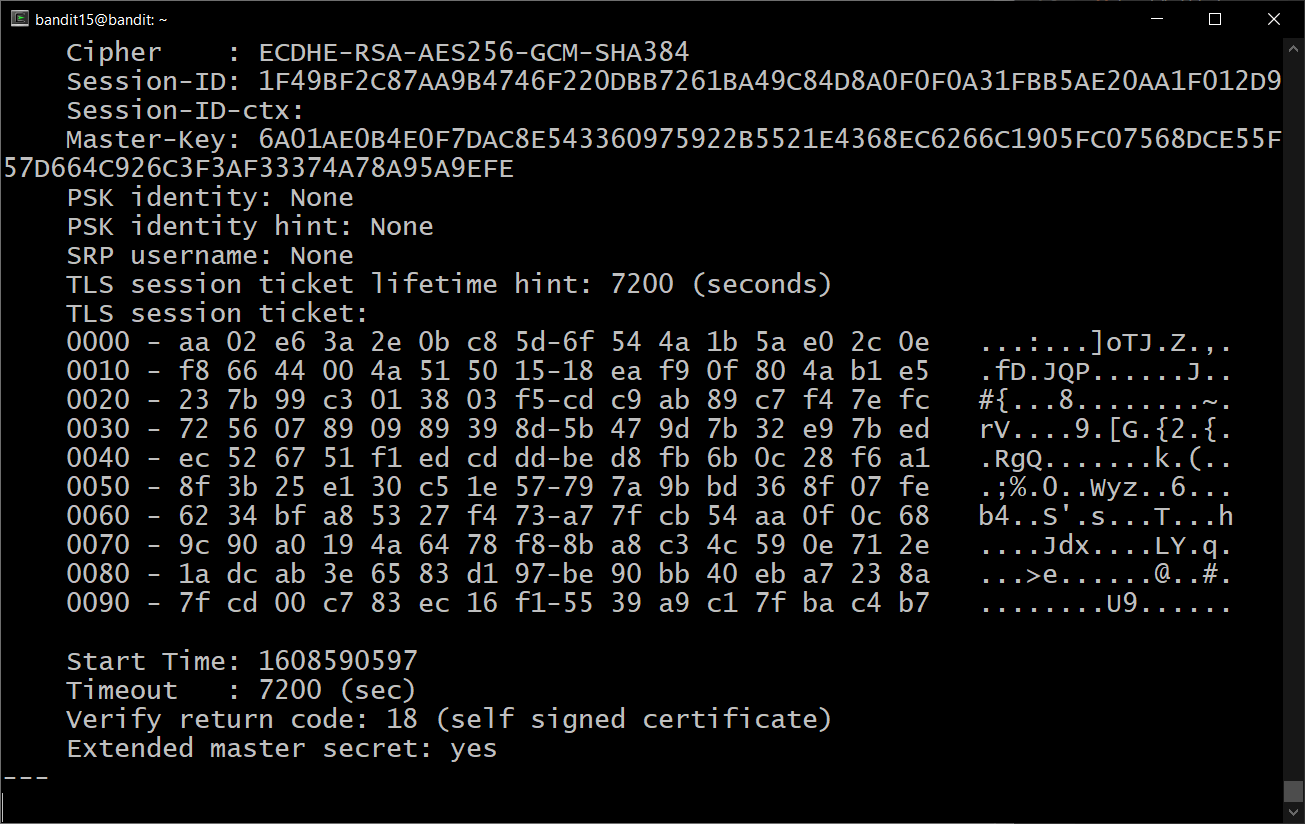 bandit15@bandit: ~
Cipher    : ECDHE-RSA-AES256-GCM-SHA384
Session-ID: 1F49BF2C87AA9B4746F220DBB7261BA49C84D8A0F0F0A31FBB5AE20AA1F012D9
Session-ID-ctx:
Master-Key: 6A01AE0B4E0F7DAC8E543360975922B5521E4368EC6266C1905FC07568DCE55F
57D664C926C3F3AF33374A78A95A9EFE
PSK identity: None
PSK identity hint: None
SRP username: None
TLS session ticket lifetime hint: 7200 (seconds)
TLS session ticket:
0000 - aa 02 e6 3a 2e 0b c8 5d-6f 54 4a 1b 5a e0 2c 0e   ...:...]oTJ.Z.,.
0010 - f8 66 44 00 4a 51 50 15-18 ea f9 0f 80 4a b1 e5   .fD.JQP......J..
0020 - 23 7b 99 c3 01 38 03 f5-cd c9 ab 89 c7 f4 7e fc   #{...8........~.
0030 - 72 56 07 89 09 89 39 8d-5b 47 9d 7b 32 e9 7b ed   rV....9.[G.{2.{.
0040 - ec 52 67 51 f1 ed cd dd-be d8 fb 6b 0c 28 f6 a1   .RgQ.......k.(..
0050 - 8f 3b 25 e1 30 c5 1e 57-79 7a 9b bd 36 8f 07 fe   .;%.0..Wyz..6...
0060 - 62 34 bf a8 53 27 f4 73-a7 7f cb 54 aa 0f 0c 68   b4..S'.s...T...h
0070 - 9c 90 a0 19 4a 64 78 f8-8b a8 c3 4c 59 0e 71 2e   ....Jdx....LY.q.
0080 - 1a dc ab 3e 65 83 d1 97-be 90 bb 40 eb a7 23 8a   ...>e......@..#.
0090 - 7f cd 00 c7 83 ec 16 f1-55 39 a9 c1 7f ba c4 b7   ........U9......
Start Time: 1608590597
Timeout   : 7200 (sec)
Verify return code: 18 (self signed certificate)
Extended master secret: yes
---